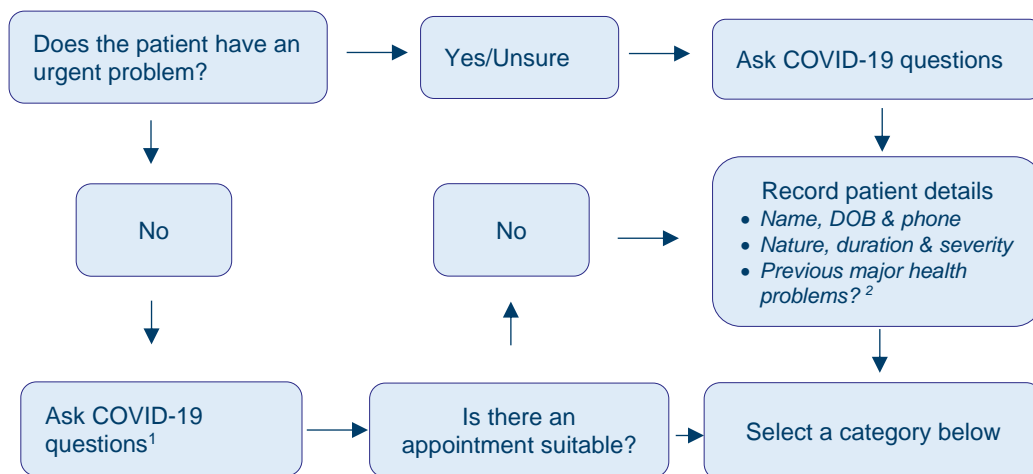 Does the patient have an
urgent problem?
Yes/Unsure
Ask COVID-19 questions
No
No
Record patient details
• Name, DOB & phone
• Nature, duration & severity
• Previous major health
problems? ²
Ask COVID-19
questions¹
Is there an
appointment suitable?
Select a category below